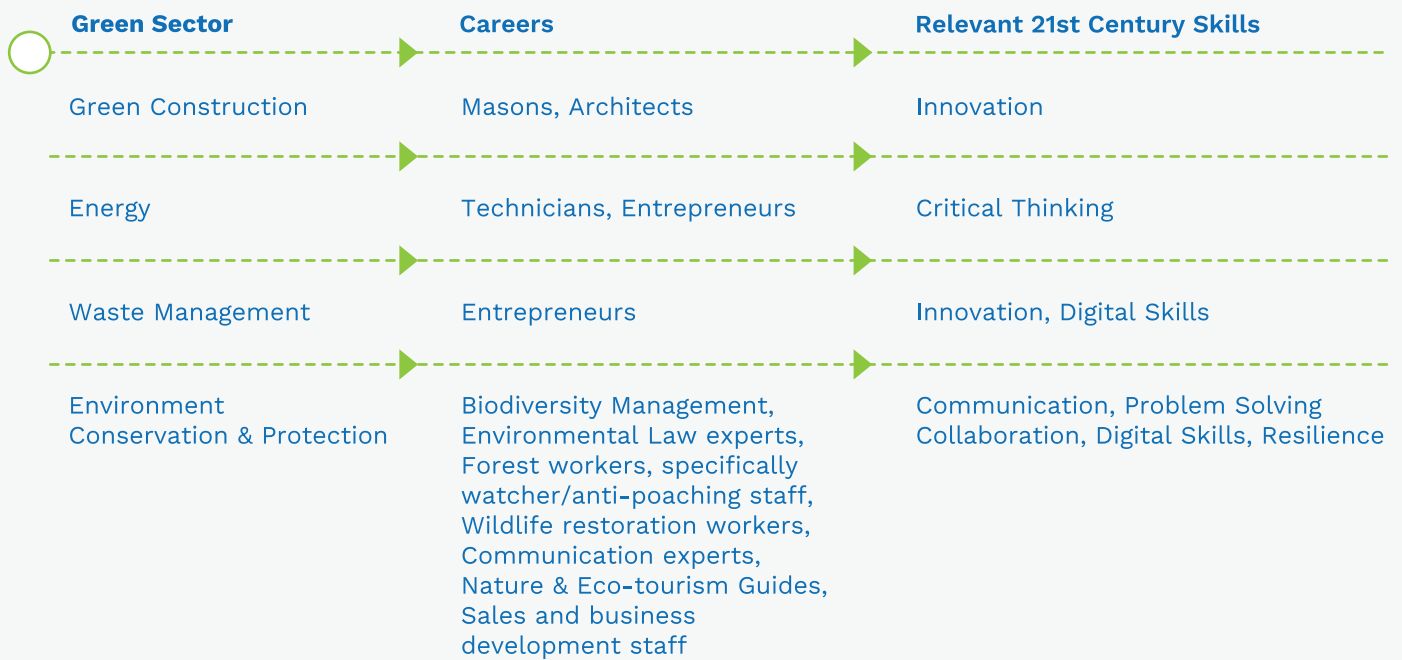 Green Sector Careers Relevant 21st Century Skills
Green Construction Masons, Architects Innovation
Energy Technicians, Entrepreneurs Critical Thinking
Waste Management Entrepreneurs Innovation, Digital Skills
Environment
Conservation & Protection
Biodiversity Management,
Environmental Law experts,
Forest workers, specifically
watcher/anti-poaching staff,
Wildlife restoration workers,
Communication experts,
Nature & Eco-tourism Guides,
Sales and business
development staff
Communication, Problem Solving
Collaboration, Digital Skills, Resilience